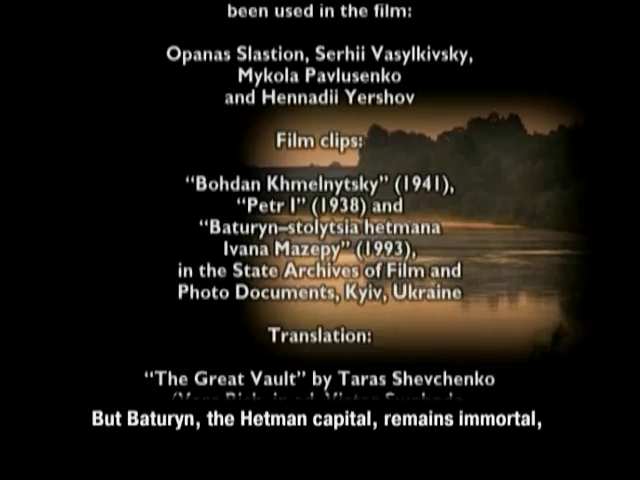 been used in the film:
Opanas Slastion, Serhii Vasylkivsky,
Mykola Pavlusenko
and Hennadii Yershov
Film clips:
“Bohdan Khmelnytsky” (1941),
“Petr I” (1938) and
“Baturyn–stolytsia hetmana
Ivana Mazepy” (1993),
in the State Archives of Film and
Photo Documents, Kyiv, Ukraine
Translation:
“The Great Vault” by Taras Shevchenko
But Baturyn, the Hetman capital, remains immortal,